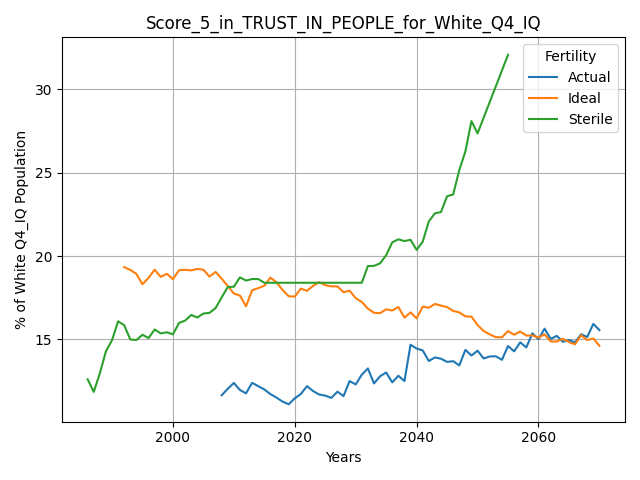 Score_5_in_TRUST_IN_PEOPLE_for_White_Q4_IQ
% of White Q4_IQ Population
30
25
20
15
Fertility
Actual
Ideal
Sterile
2000
2020
2040
2060
Years